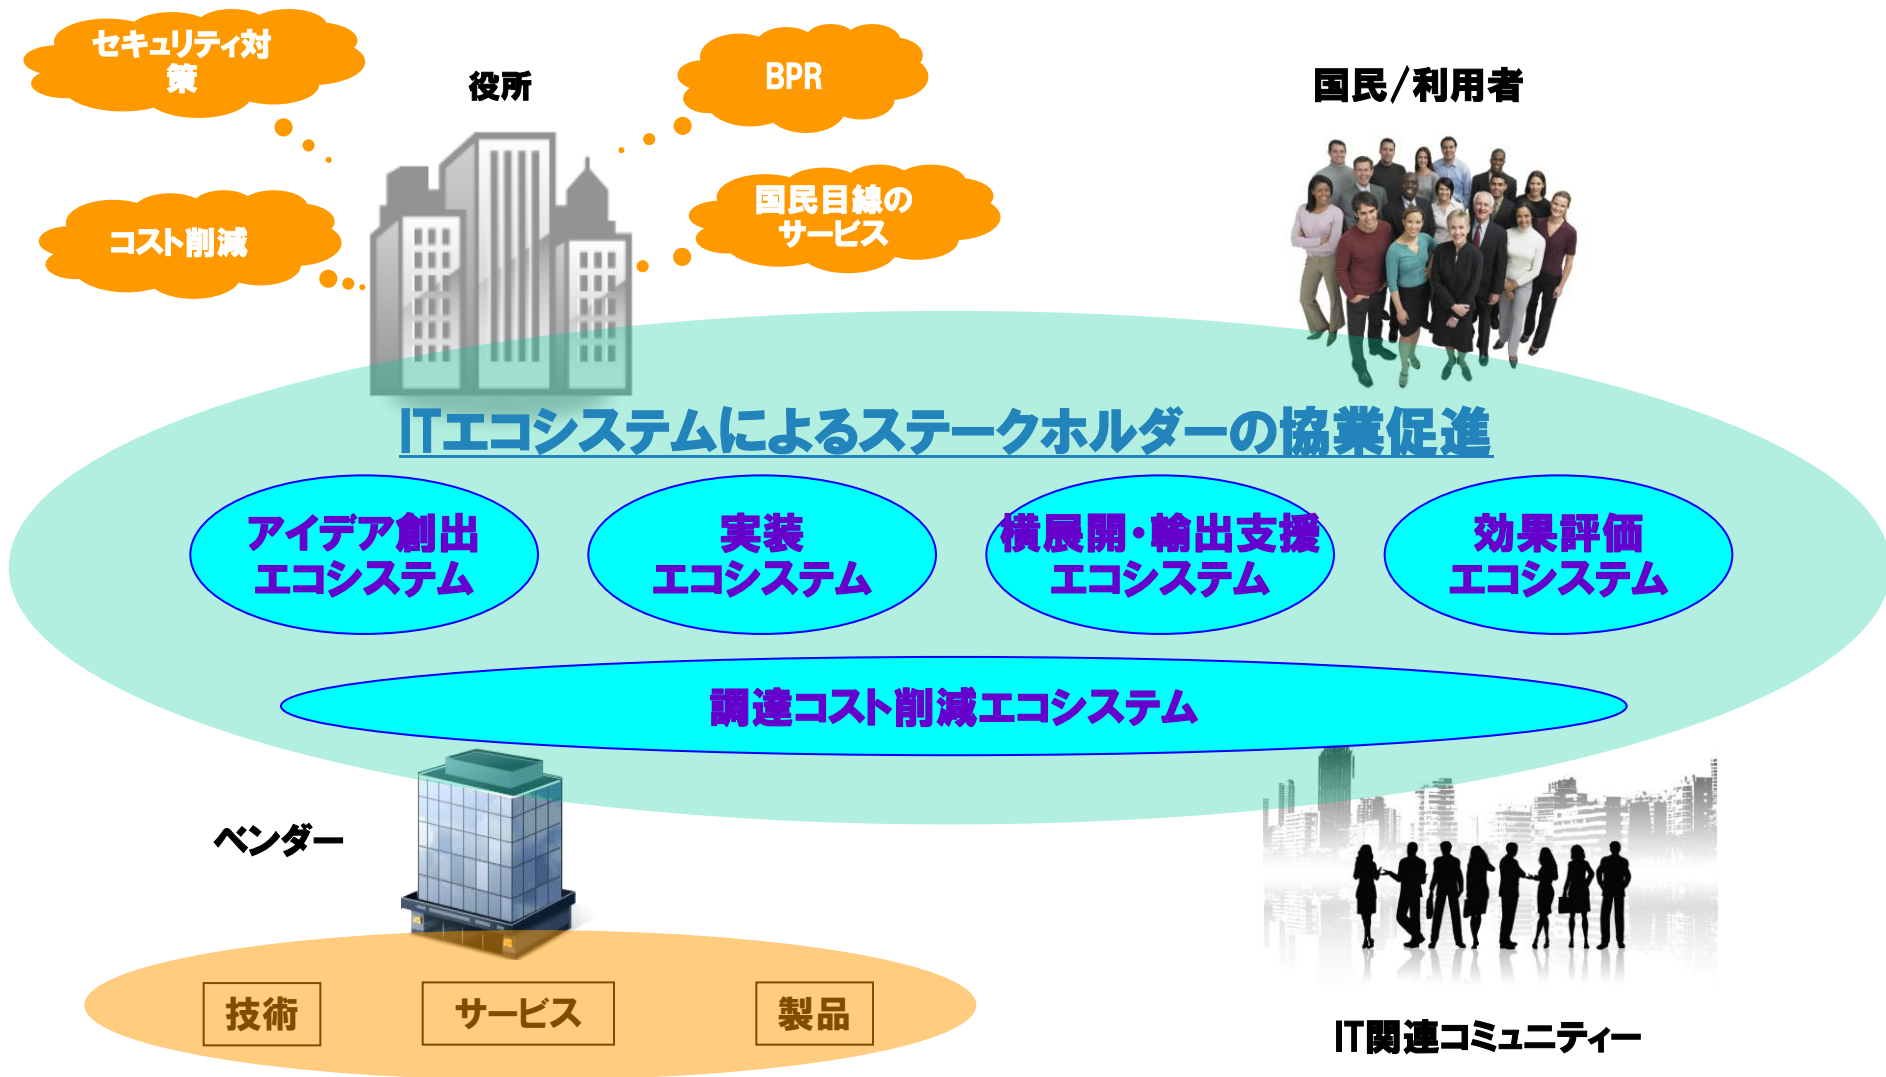 セキュリティ対
策
役所
BPR
国民/利用者
コスト削減
国民目線の
サービス
ITエコシステムによるステークホルダーの協業促進
アイデア創出
エコシステム
実装
エコシステム
横展開・輸出支援
エコシステム
効果評価
エコシステム
調達コスト削減エコシステム
ベンダー
技術
サービス
製品
IT関連コミュニティー